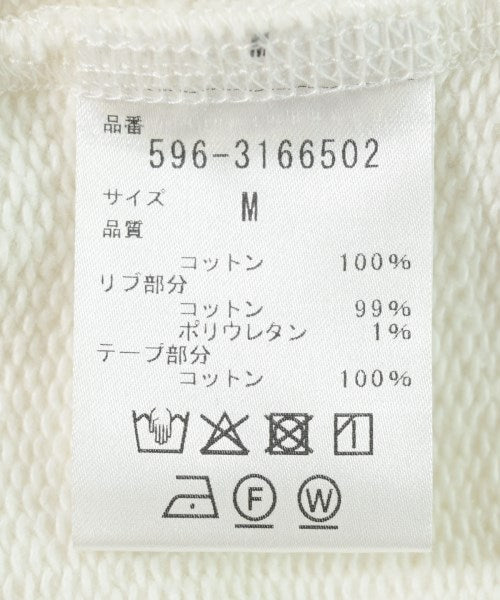 品番
596-3166502
サイズ M
品質
コットン 100%
リブ部分
コットン 99%
ポリウレタン 1%
テープ部分
コットン 100%
F W